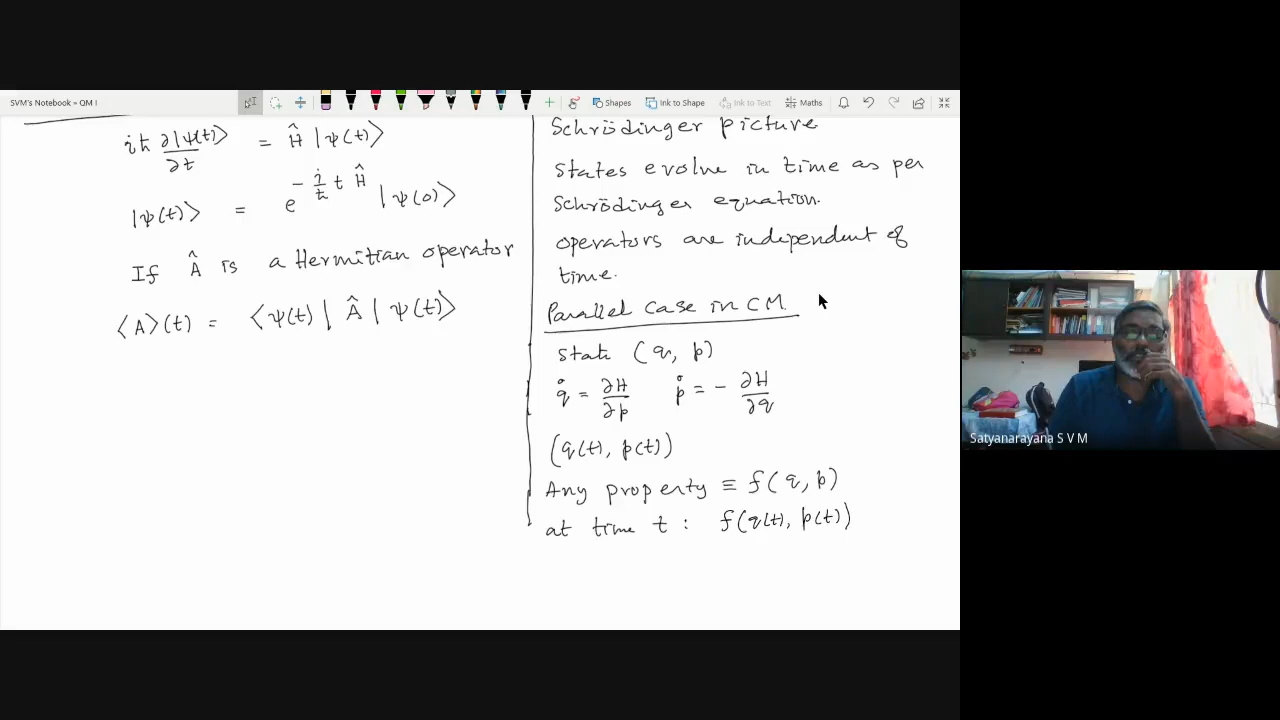 SVM's Notebook » QM I
Shapes
Ink to Shape
Ink to Text
Maths
iħ ∂|ψ(t)⟩/∂t = Ĥ |ψ(t)⟩
|ψ(t)⟩ = e^{-i/ħ t Ĥ} |ψ(0)⟩
If Â is a Hermitian operator
⟨A⟩(t) = ⟨ψ(t)| Â | ψ(t)⟩
Schrödinger picture
States evolve in time as per
Schrödinger equation.
operators are independent of
time.
Parallel case in CM
State (q, p)
q̊ = ∂H/∂p p̊ = - ∂H/∂q
(q(t), p(t))
Any property ≡ f(q, p)
at time t : f(q(t), p(t))
Satyanarayana S V M